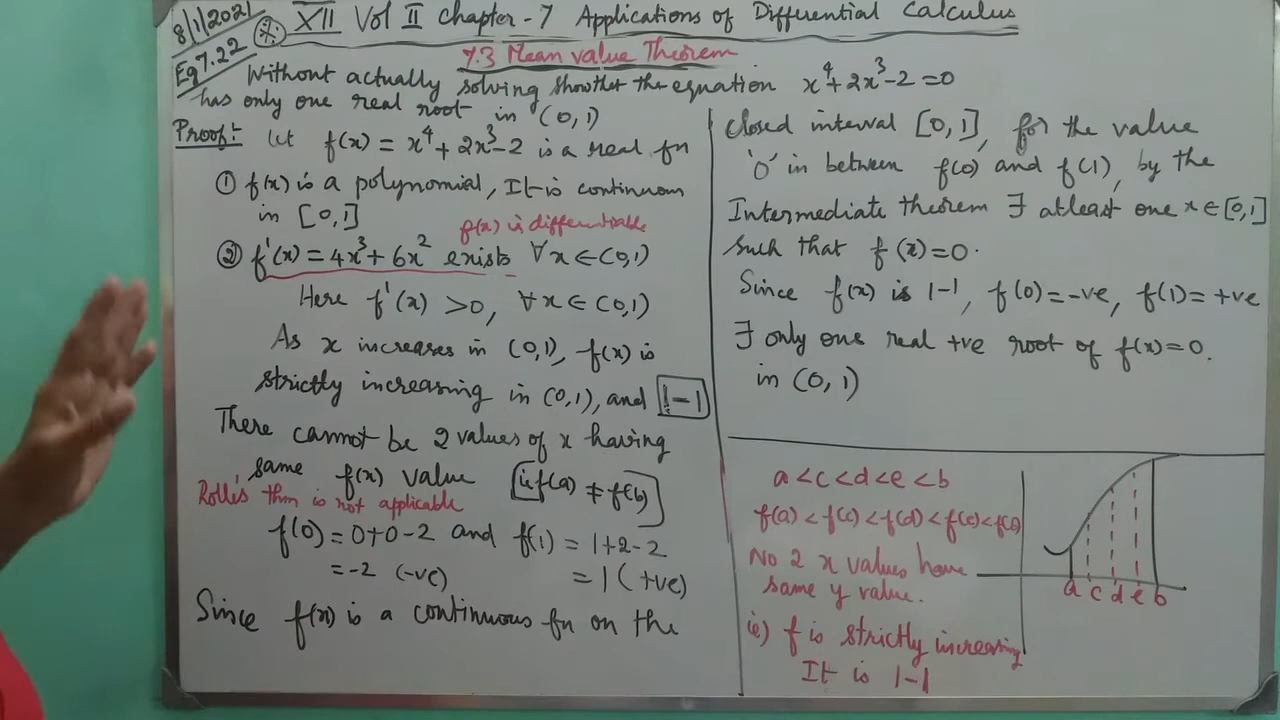 8/1/2021
XII Vol II Chapter-7 Applications of Differential Calculus
Eg 7.22
7.3 Mean value Theorem
Without actually solving show that the equation x⁴+2x³-2=0
has only one real root in (0,1)
Proof:- Let f(x) = x⁴+2x³-2 is a real fn
① f(x) is a polynomial, It is continuous
in [0,1]
f(x) is differentiable
② f'(x) = 4x³+6x² exists ∀x∈(0,1)
Here f'(x) >0, ∀x∈(0,1)
As x increases in (0,1), f(x) is
strictly increasing in (0,1), and 1-1
There cannot be 2 values of x having
same f(x) value [ie f(a) ≠ f(b)]
Rolle's thm is not applicable
f(0) = 0+0-2 and f(1) = 1+2-2
= -2 (-ve) = 1 (+ve)
Since f(x) is a continuous fn on the
closed interval [0,1], for the value
'0' in between f(0) and f(1), by the
Intermediate theorem ∃ atleast one x∈[0,1]
such that f(x)=0.
Since f(x) is 1-1, f(0)=-ve, f(1)=+ve
∃ only one real +ve root of f(x)=0.
in (0,1)
a<c<d<e<b
f(a)<f(c)<f(d)<f(e)<f(b)
No 2 x values have
same y value.
ie) f is strictly increasing
It is 1-1
a c d e b